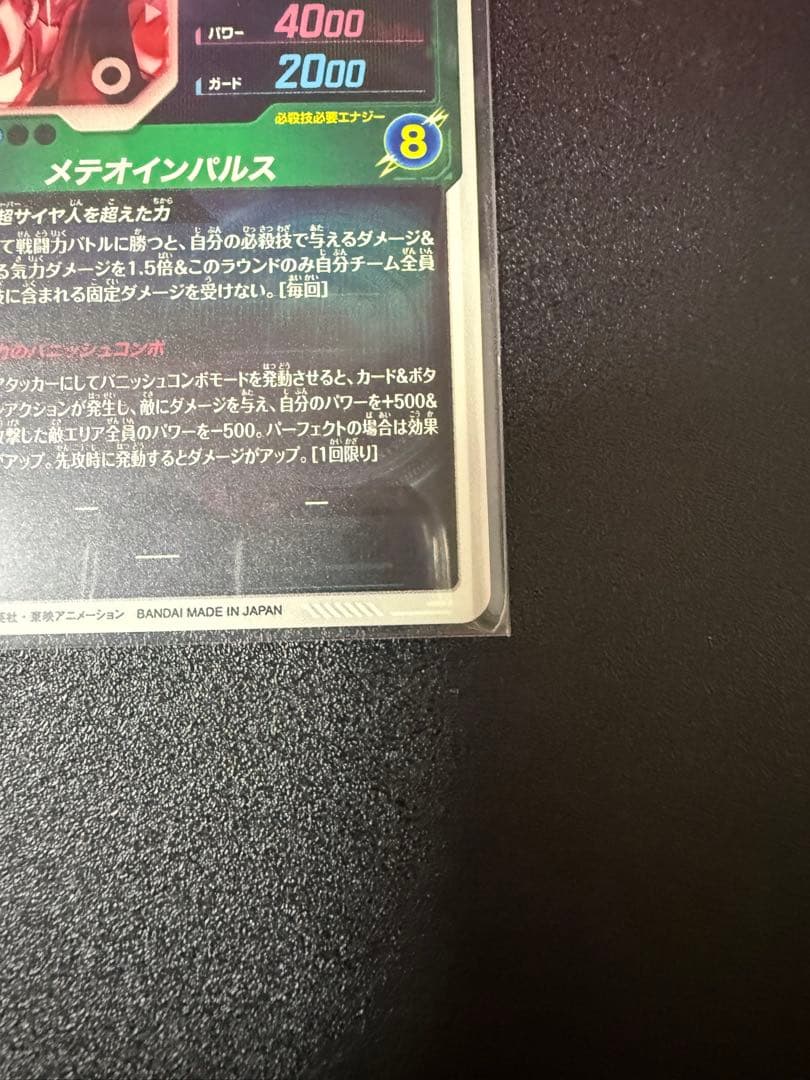 パワー 4000
ガード 2000
必殺技必要エナジー
8
メテオインパルス
超サイヤ人を超えた力
て戦闘力バトルに勝つと、自分の必殺技で与えるダメージ&
る気力ダメージを1.5倍&このラウンドのみ自分チーム全員
に含まれる固定ダメージを受けない。[毎回]
力のバニッシュコンボ
アタッカーにしてバニッシュコンボモードを発動させると、カード&ボタ
ンアクションが発生し、敵にダメージを与え、自分のパワーを+500&
攻撃した敵エリア全員のパワーを-500。パーフェクトの場合は効果
がアップ。先攻時に発動するとダメージがアップ。[1回限り]
英社・東映アニメーション BANDAI MADE IN JAPAN